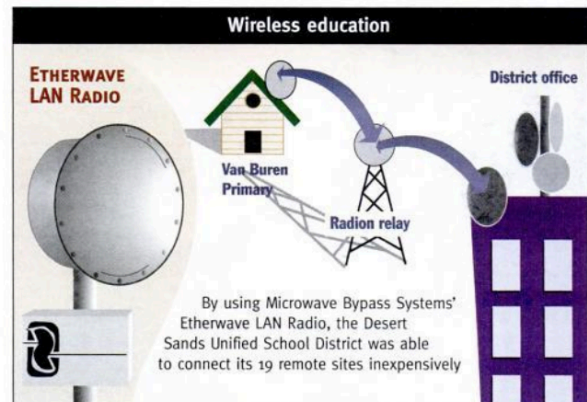 Wireless education
ETHERWAVE
LAN RADIO
District office
Van Buren
Primary
Radion relay
By using Microwave Bypass Systems'
Etherwave LAN Radio, the Desert
Sands Unified School District was able
to connect its 19 remote sites inexpensively